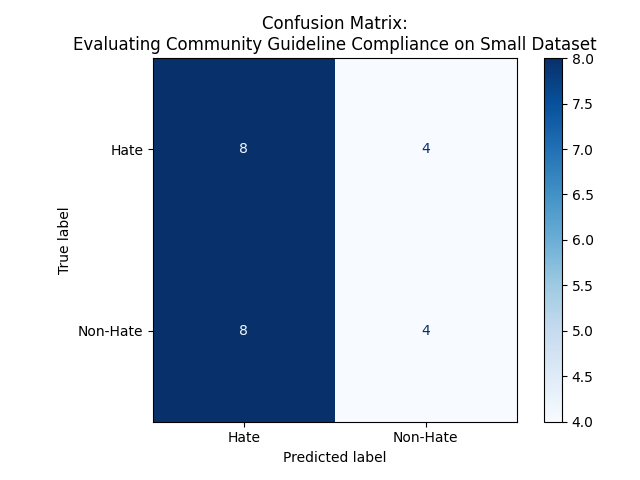 Confusion Matrix:
Evaluating Community Guideline Compliance on Small Dataset
8.0
7.5
7.0
6.5
6.0
5.5
5.0
4.5
4.0
True label
Hate
8
4
Non-Hate
8
4
Hate
Non-Hate
Predicted label